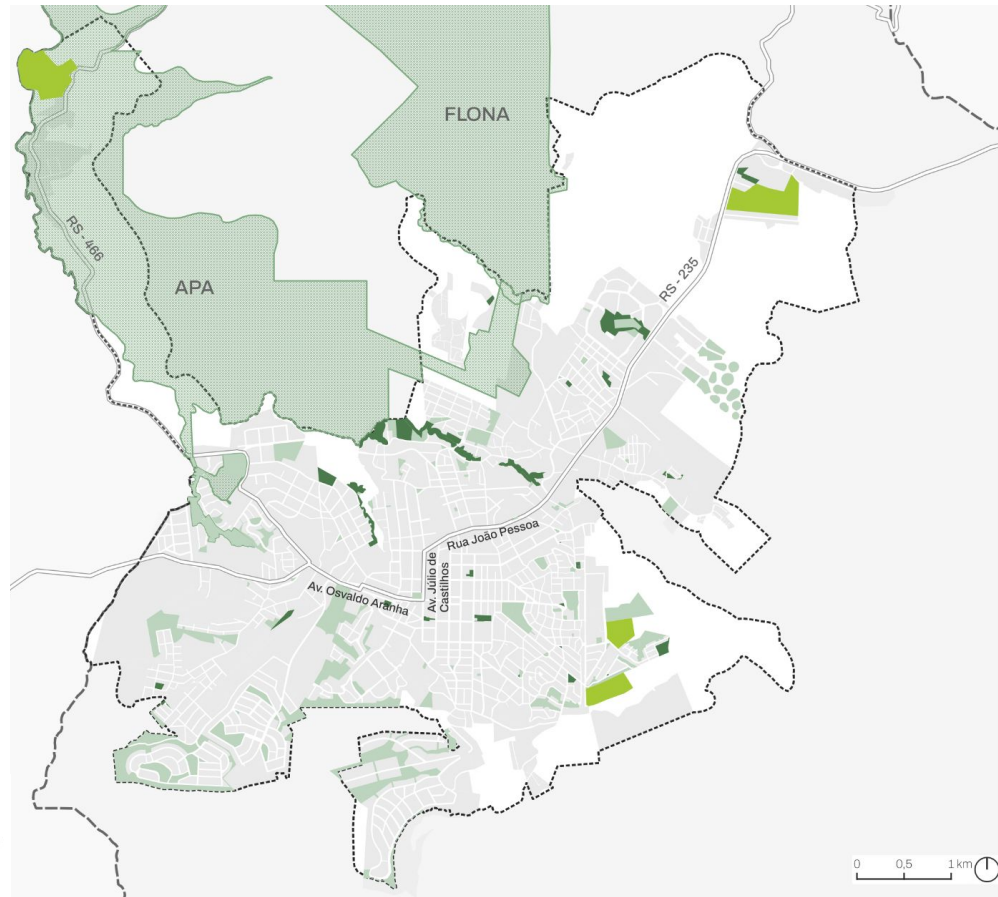 FLONA
RS - 466
APA
RS - 235
Rua João Pessoa
Av. Júlio de
Castilhos
Av. Osvaldo Aranha
0 0,5 1 km